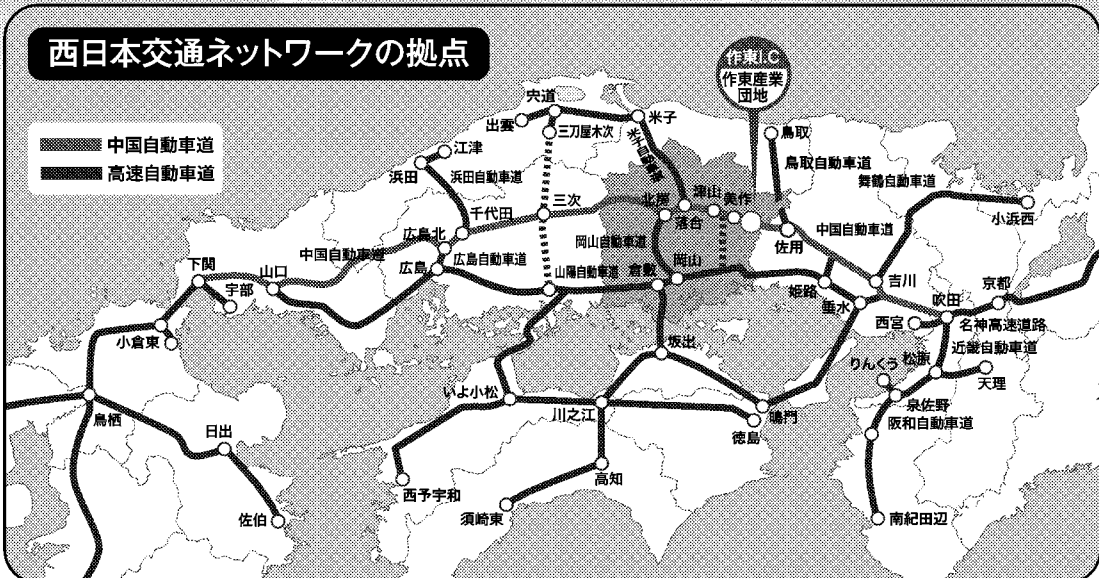 西日本交通ネットワークの拠点
中国自動車道
高速自動車道
作東I.C
作東産業
団地
宍道
出雲
三刀屋木次
米子
米子自動車道
鳥取
鳥取自動車道
舞鶴自動車道
小浜西
江津
浜田
浜田自動車道
千代田
三次
北房
落合
津山
美作
佐用
中国自動車道
広島北
広島
広島自動車道
中国自動車道
岡山自動車道
山陽自動車道
倉敷
岡山
姫路
垂水
吉川
吹田
京都
名神高速道路
西宮
近畿自動車道
下関
宇部
山口
小倉東
鳥栖
日出
佐伯
坂出
いよ小松
川之江
鳴門
徳島
高知
西予宇和
須崎東
りんくう
松原
天理
泉佐野
阪和自動車道
南紀田辺